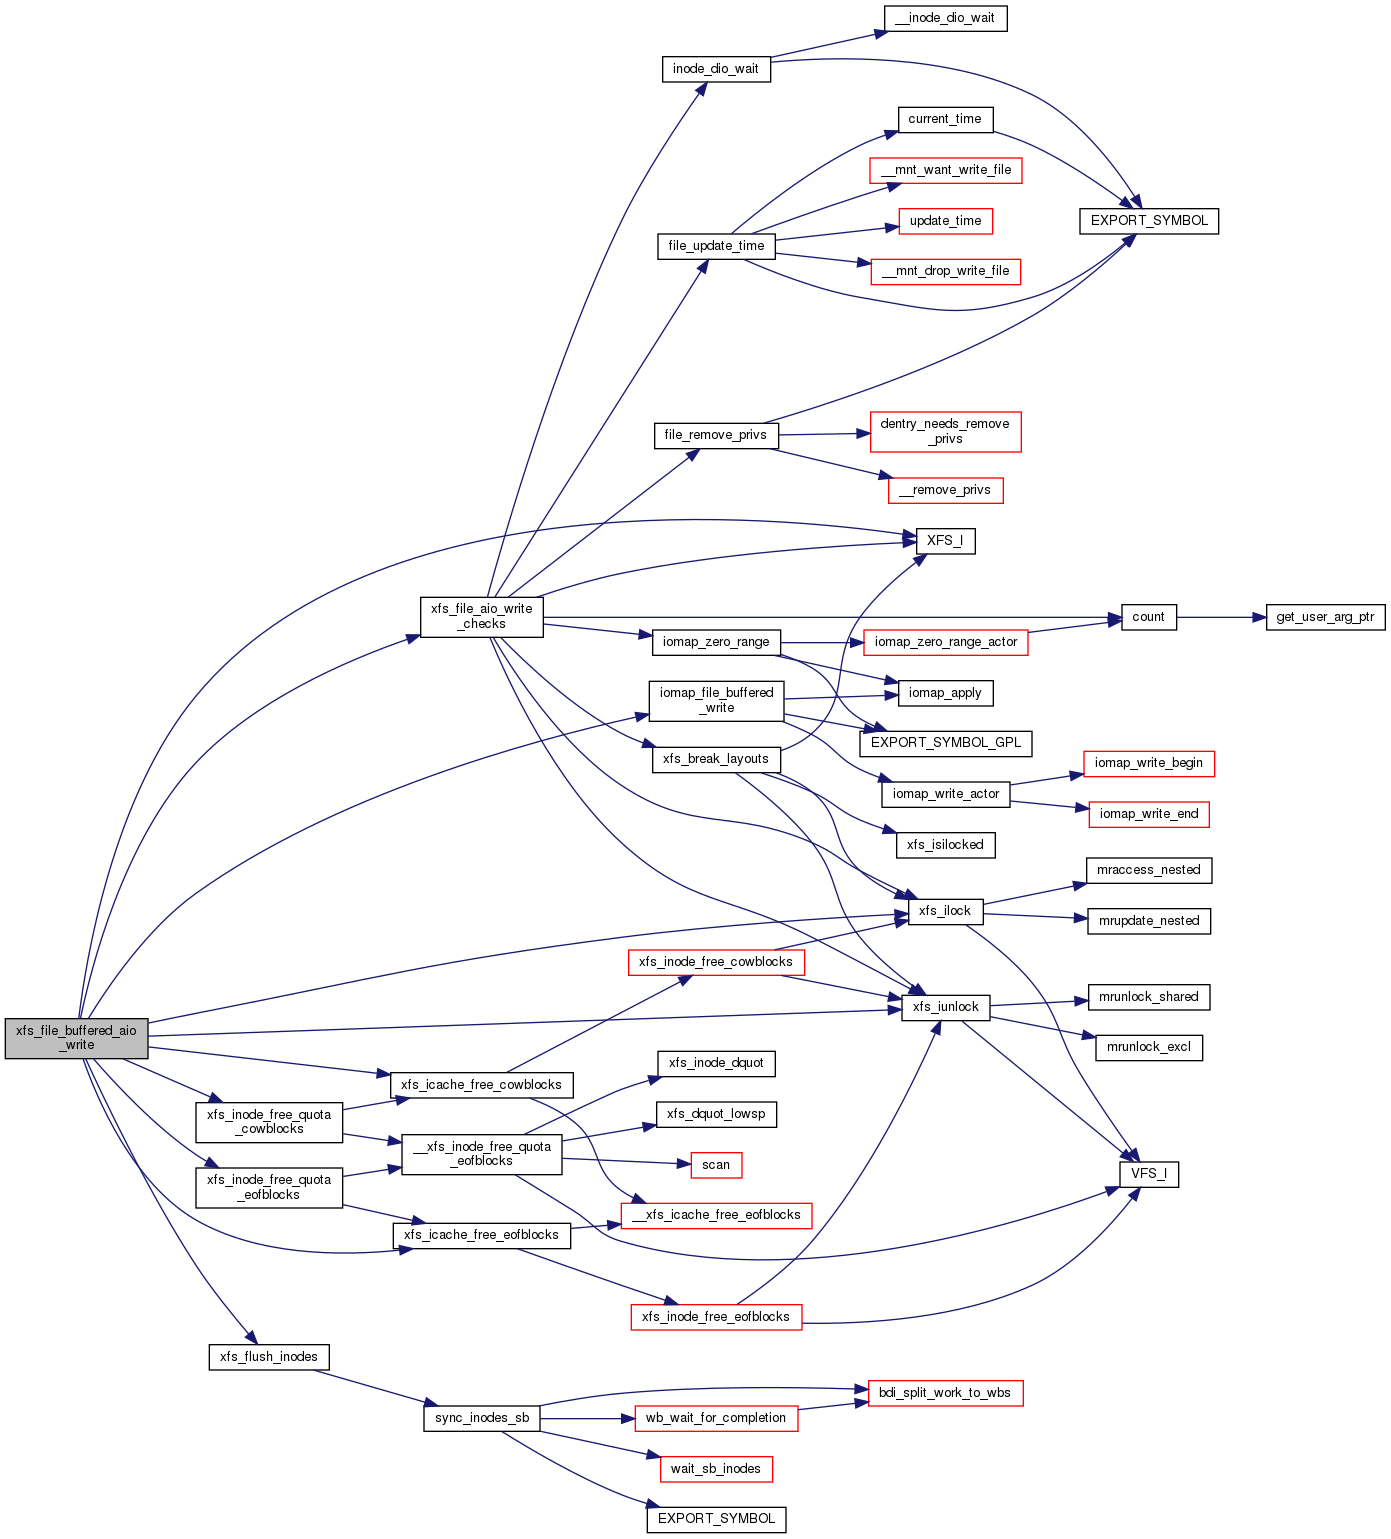 __inode_dio_wait
inode_dio_wait
current_time
__mnt_want_write_file
update_time
EXPORT_SYMBOL
file_update_time
__mnt_drop_write_file
file_remove_privs
dentry_needs_remove
_privs
__remove_privs
XFS_I
xfs_file_aio_write
_checks
count
get_user_arg_ptr
iomap_zero_range
iomap_zero_range_actor
iomap_file_buffered
_write
iomap_apply
EXPORT_SYMBOL_GPL
xfs_break_layouts
iomap_write_begin
iomap_write_actor
iomap_write_end
xfs_isilocked
mraccess_nested
xfs_ilock
mrupdate_nested
xfs_inode_free_cowblocks
mrunlock_shared
xfs_iunlock
xfs_file_buffered_aio
_write
mrunlock_excl
xfs_inode_dquot
xfs_icache_free_cowblocks
xfs_inode_free_quota
_cowblocks
xfs_dquot_lowsp
__xfs_inode_free_quota
_eofblocks
scan
VFS_I
xfs_inode_free_quota
_eofblocks
__xfs_icache_free_eofblocks
xfs_icache_free_eofblocks
xfs_inode_free_eofblocks
xfs_flush_inodes
bdi_split_work_to_wbs
sync_inodes_sb
wb_wait_for_completion
wait_sb_inodes
EXPORT_SYMBOL